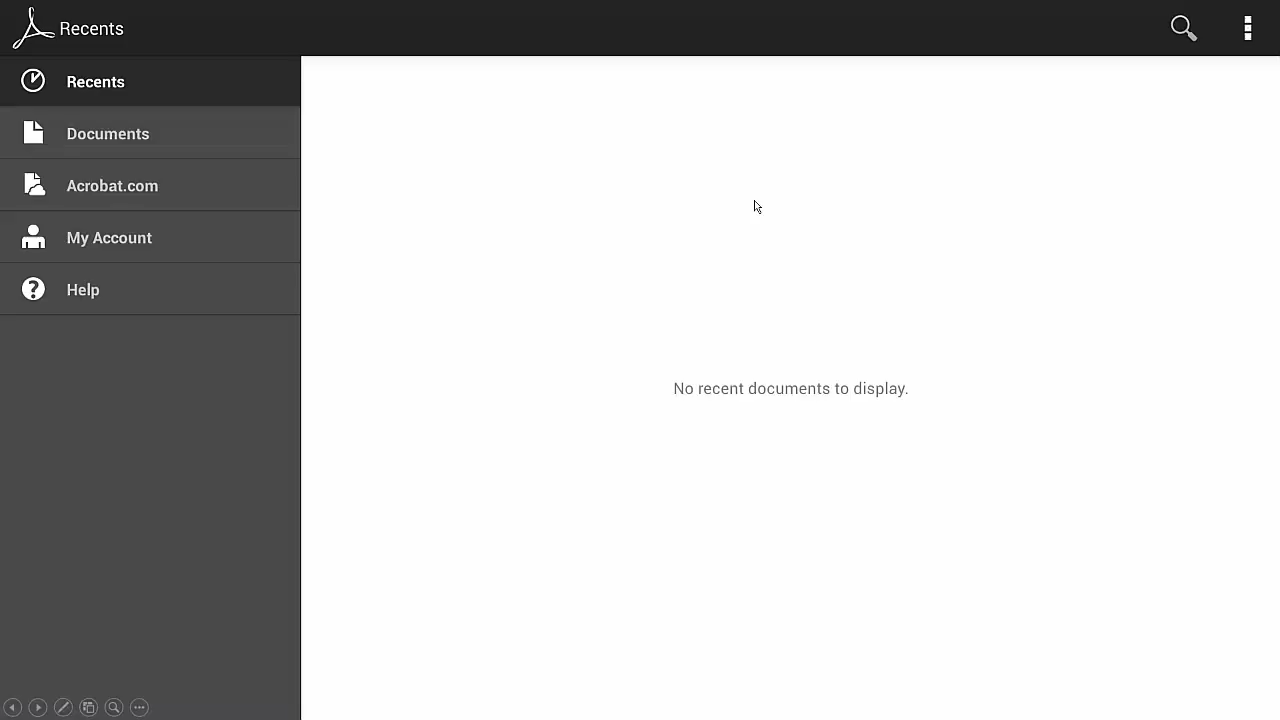 Recents
Recents
Documents
Acrobat.com
My Account
Help
No recent documents to display.